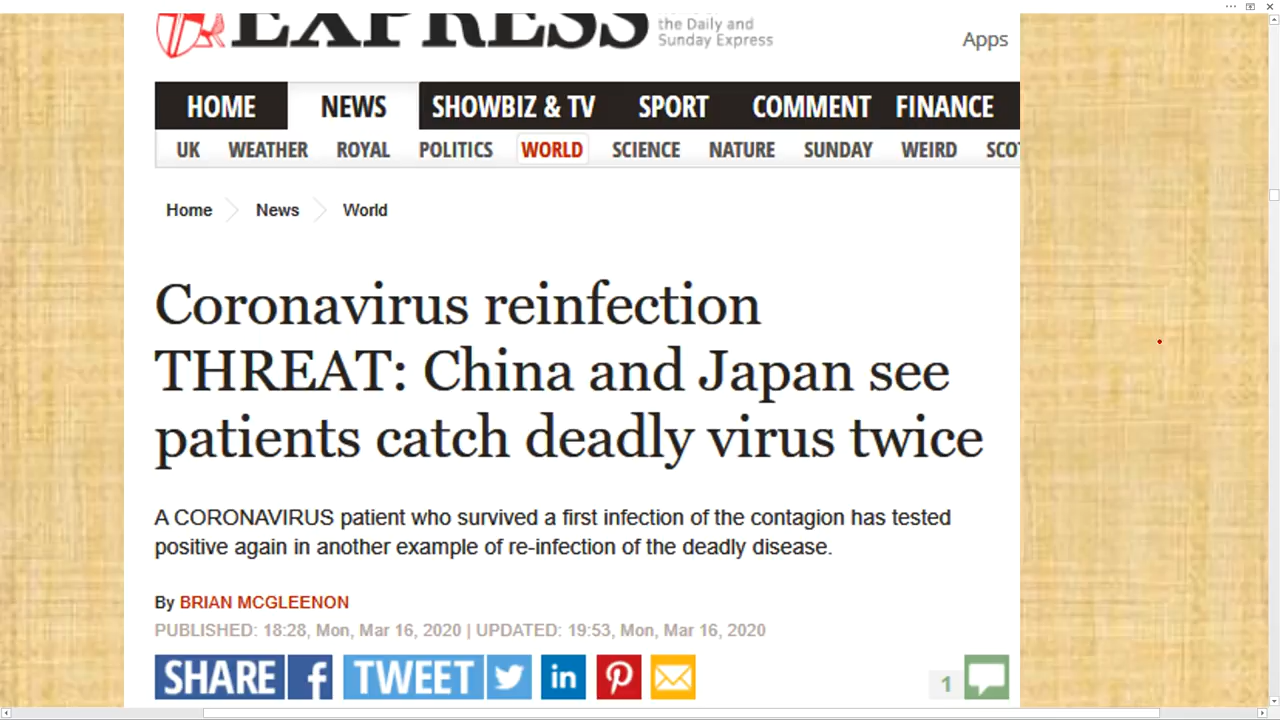 EXPRESS
the Daily and
Sunday Express
Apps
HOME NEWS SHOWBIZ & TV SPORT COMMENT FINANCE
UK WEATHER ROYAL POLITICS WORLD SCIENCE NATURE SUNDAY WEIRD SCOT
Home News World
Coronavirus reinfection
THREAT: China and Japan see
patients catch deadly virus twice
A CORONAVIRUS patient who survived a first infection of the contagion has tested
positive again in another example of re-infection of the deadly disease.
By BRIAN MCGLEENON
PUBLISHED: 18:28, Mon, Mar 16, 2020 | UPDATED: 19:53, Mon, Mar 16, 2020
SHARE f TWEET in 1